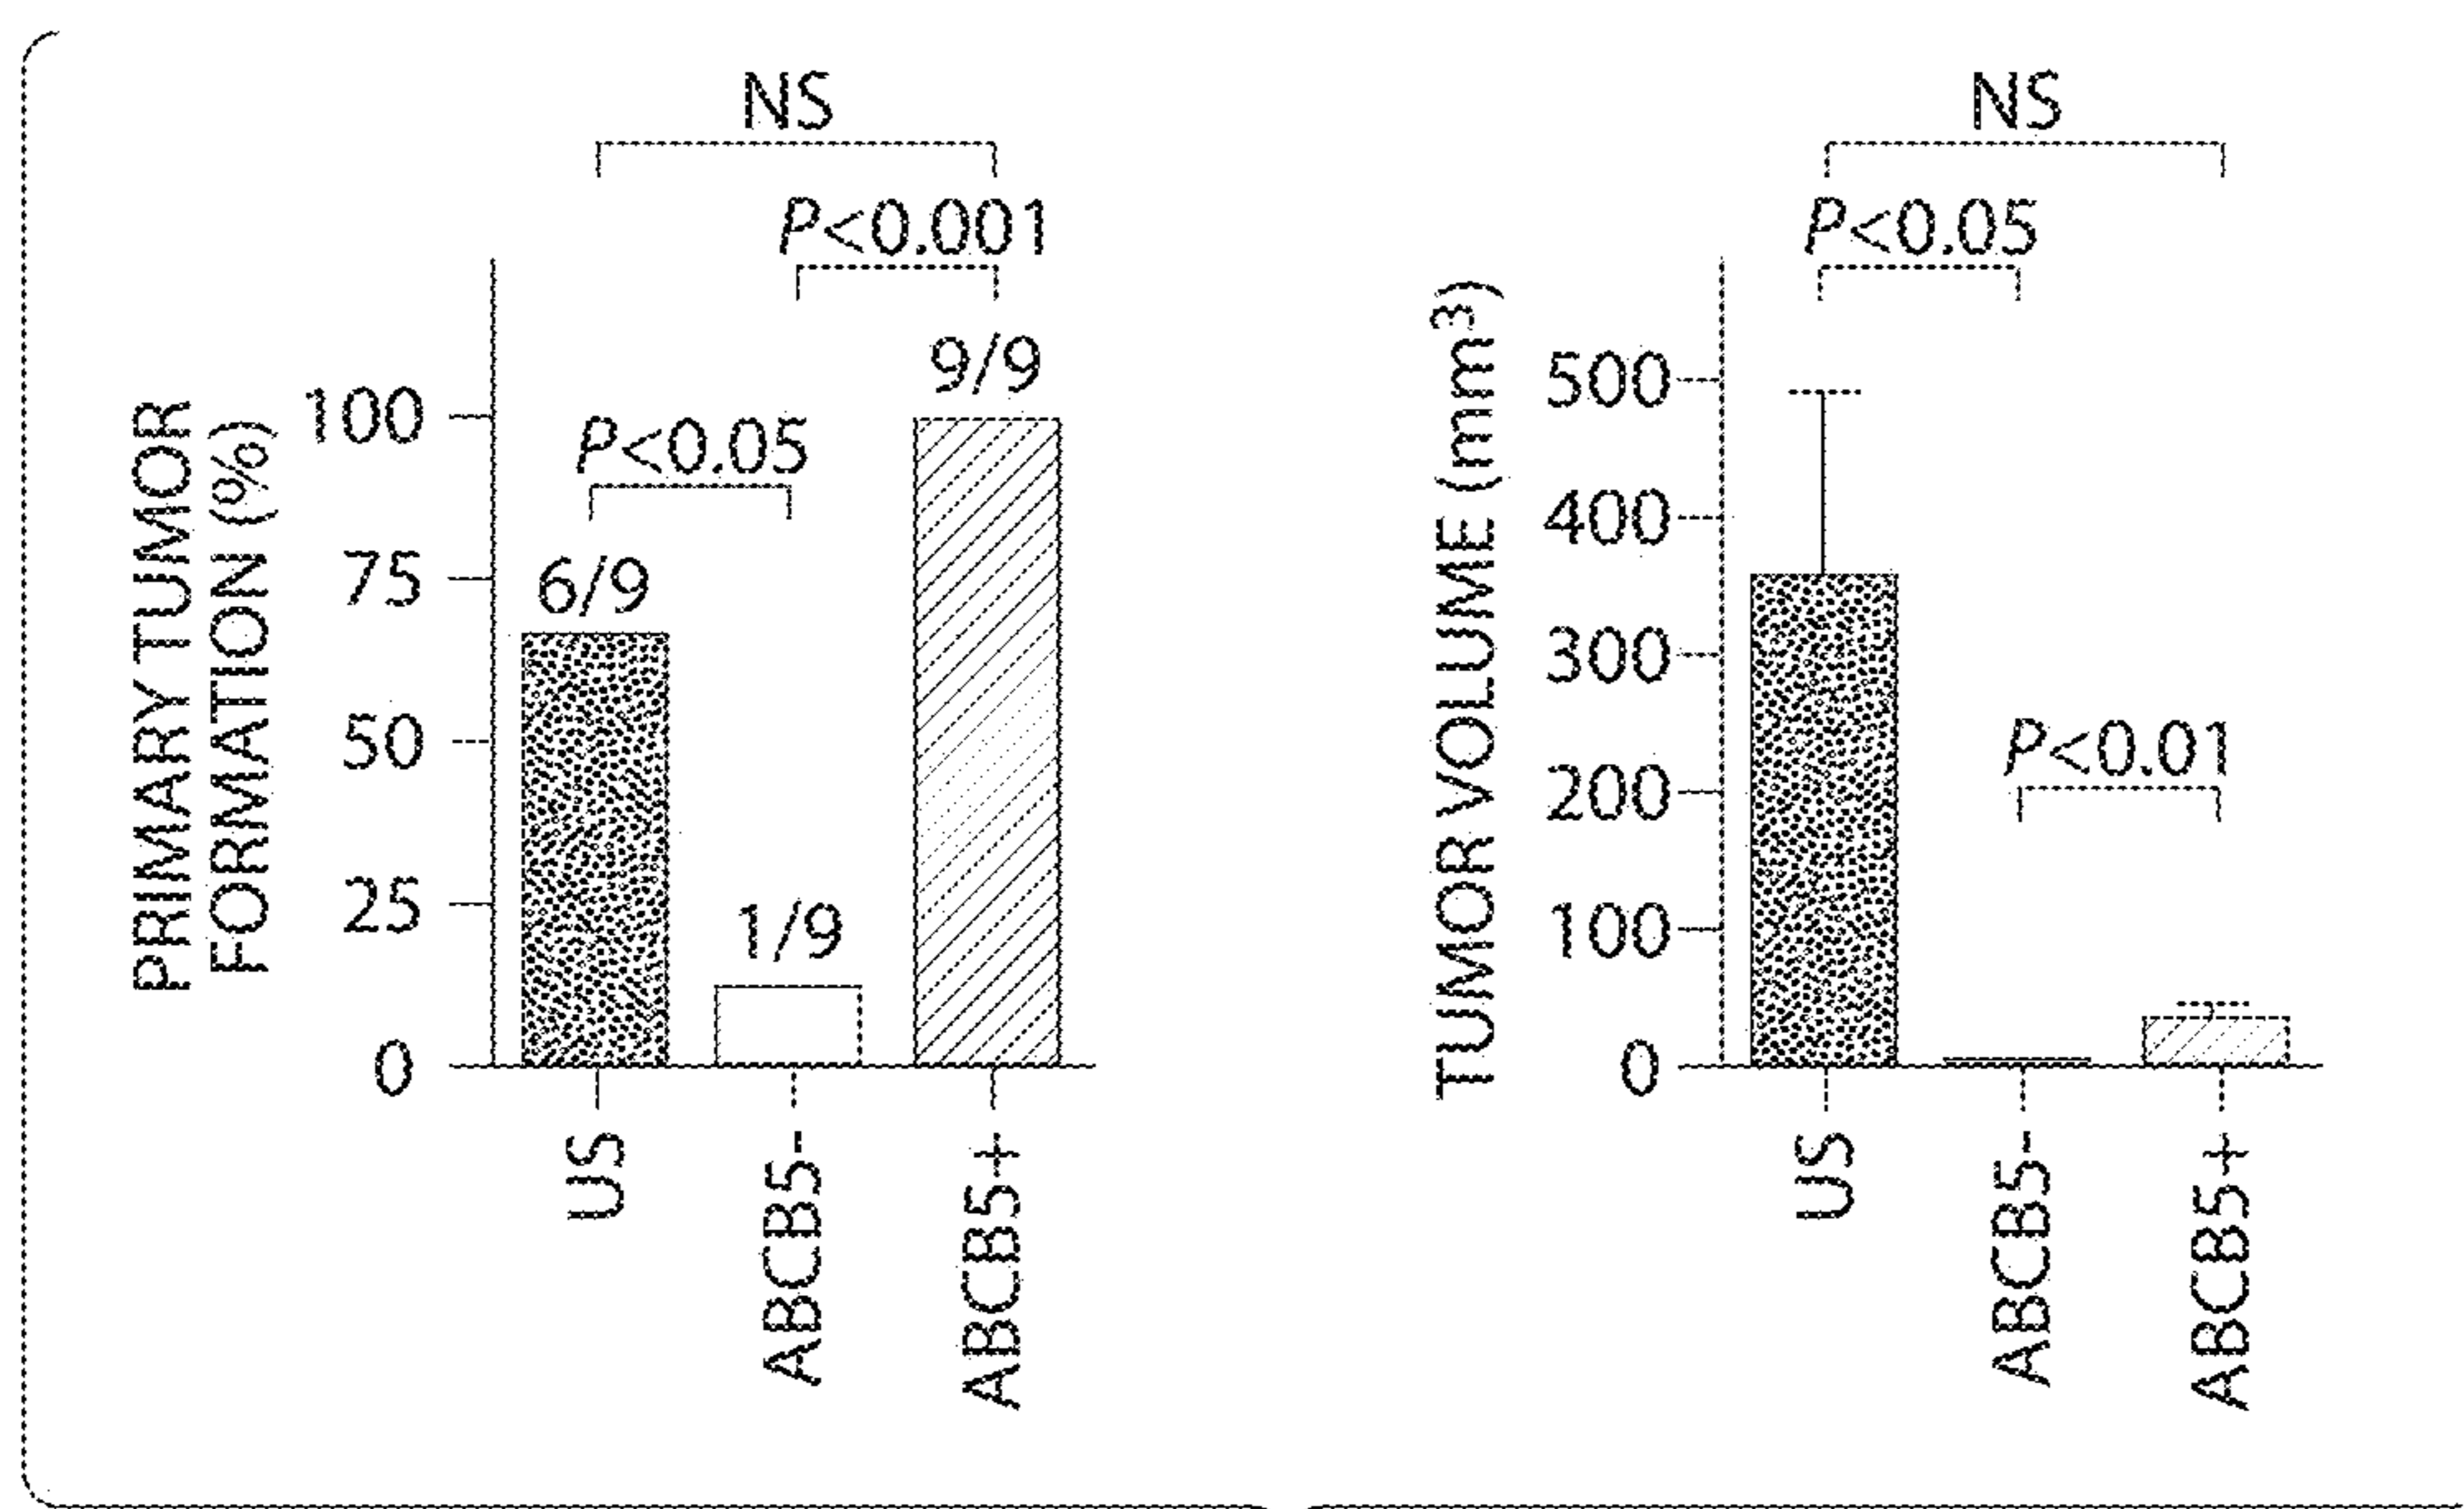 NS
P<0.001
9/9
P<0.05
6/9
1/9
PRIMARY TUMOR
FORMATION (%)
100
75
50
25
0
US
ABCB5-
ABCB5+
NS
P<0.05
P<0.01
TUMOR VOLUME (mm³)
500
400
300
200
100
0
US
ABCB5-
ABCB5+